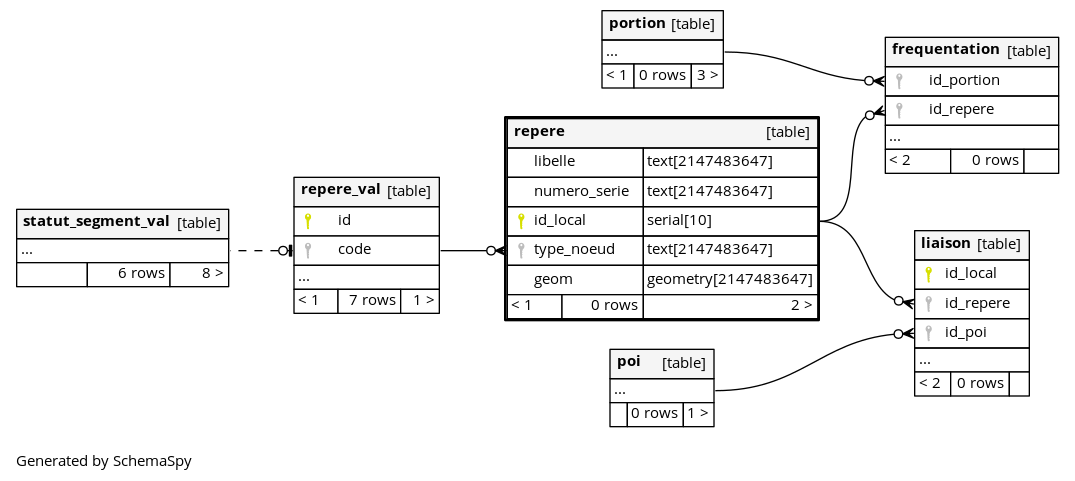 portion [table]
...
< 1 0 rows 3 >
frequentation [table]
id_portion
id_repere
...
< 2 0 rows
repere [table]
libelle text[2147483647]
numero_serie text[2147483647]
id_local serial[10]
type_noeud text[2147483647]
geom geometry[2147483647]
< 1 0 rows 2 >
repere_val [table]
id
code
...
< 1 7 rows 1 >
statut_segment_val [table]
...
6 rows 8 >
liaison [table]
id_local
id_repere
id_poi
...
< 2 0 rows
poi [table]
...
0 rows 1 >
Generated by SchemaSpy